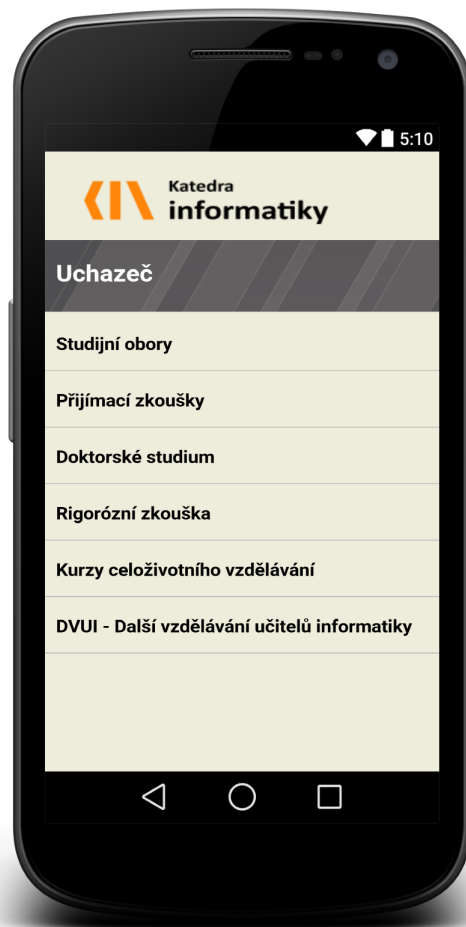 5:10
Katedra
informatiky
Uchazeč
Studijní obory
Přijímací zkoušky
Doktorské studium
Rigorózní zkouška
Kurzy celoživotního vzdělávání
DVUI - Další vzdělávání učitelů informatiky